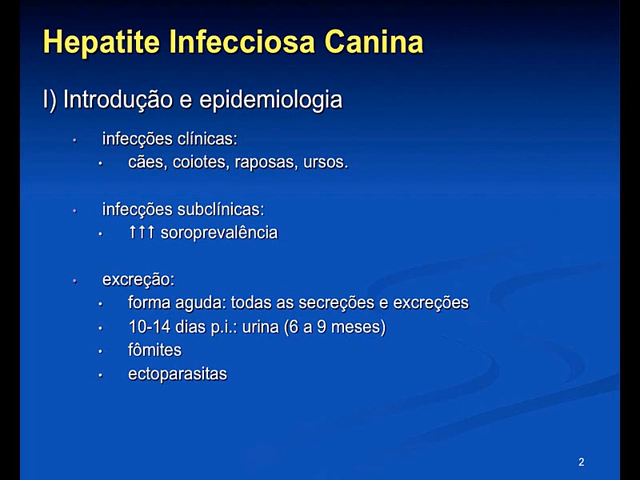 Hepatite Infecciosa Canina
I) Introdução e epidemiologia
• infecções clínicas:
• cães, coiotes, raposas, ursos.
• infecções subclínicas:
• ↑↑↑ soroprevalência
• excreção:
• forma aguda: todas as secreções e excreções
• 10-14 dias p.i.: urina (6 a 9 meses)
• fômites
• ectoparasitas
2